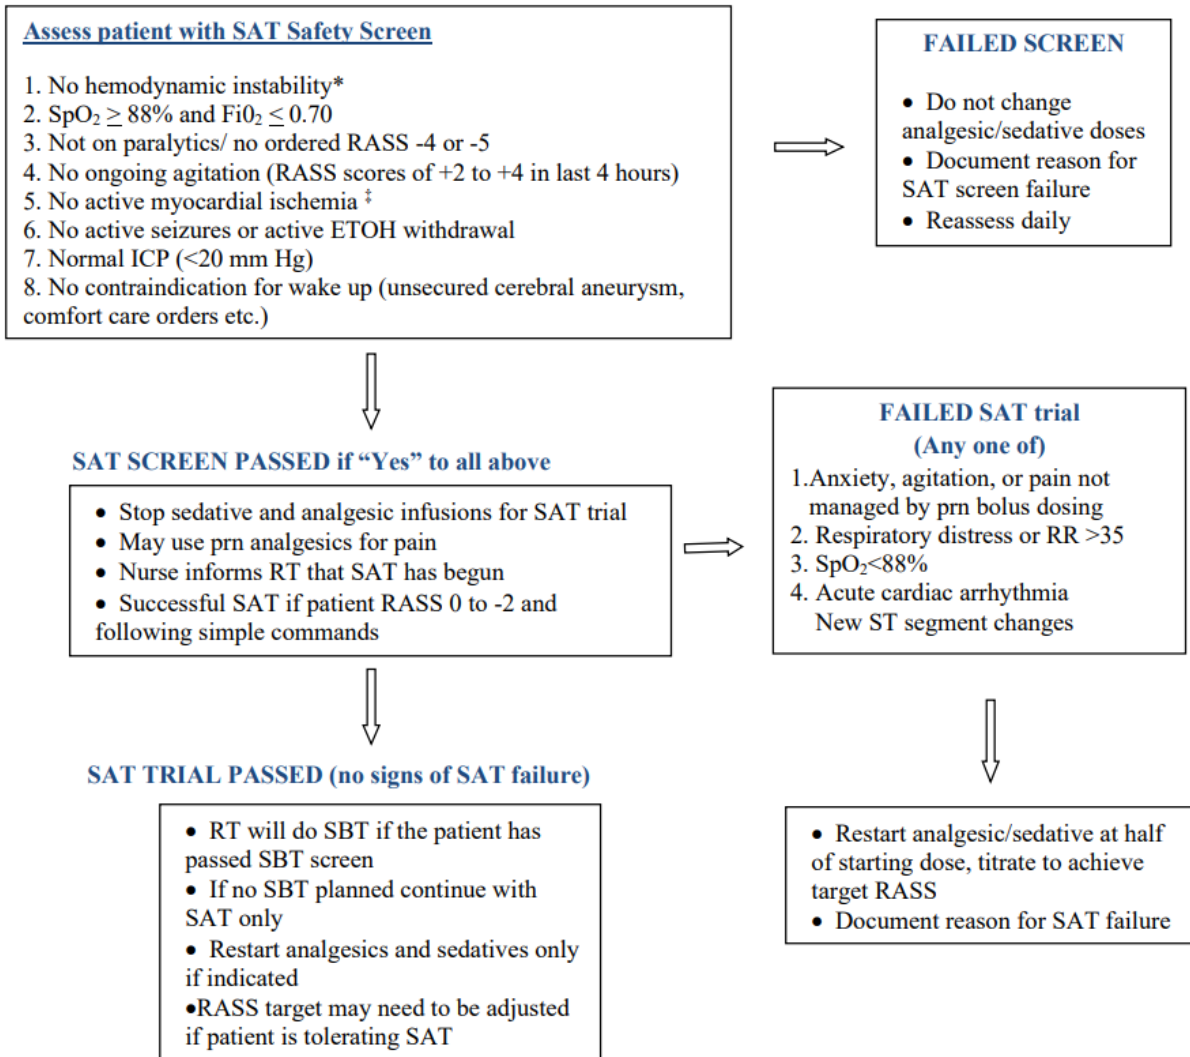 Assess patient with SAT Safety Screen
1. No hemodynamic instability*
2. SpO₂ ≥ 88% and Fi0₂ ≤ 0.70
3. Not on paralytics/ no ordered RASS -4 or -5
4. No ongoing agitation (RASS scores of +2 to +4 in last 4 hours)
5. No active myocardial ischemia ‡
6. No active seizures or active ETOH withdrawal
7. Normal ICP (<20 mm Hg)
8. No contraindication for wake up (unsecured cerebral aneurysm,
comfort care orders etc.)
FAILED SCREEN
• Do not change
analgesic/sedative doses
• Document reason for
SAT screen failure
• Reassess daily
SAT SCREEN PASSED if “Yes” to all above
• Stop sedative and analgesic infusions for SAT trial
• May use prn analgesics for pain
• Nurse informs RT that SAT has begun
• Successful SAT if patient RASS 0 to -2 and
following simple commands
FAILED SAT trial
(Any one of)
1.Anxiety, agitation, or pain not
managed by prn bolus dosing
2. Respiratory distress or RR >35
3. SpO₂<88%
4. Acute cardiac arrhythmia
New ST segment changes
SAT TRIAL PASSED (no signs of SAT failure)
• RT will do SBT if the patient has
passed SBT screen
• If no SBT planned continue with
SAT only
• Restart analgesics and sedatives only
if indicated
•RASS target may need to be adjusted
if patient is tolerating SAT
• Restart analgesic/sedative at half
of starting dose, titrate to achieve
target RASS
• Document reason for SAT failure